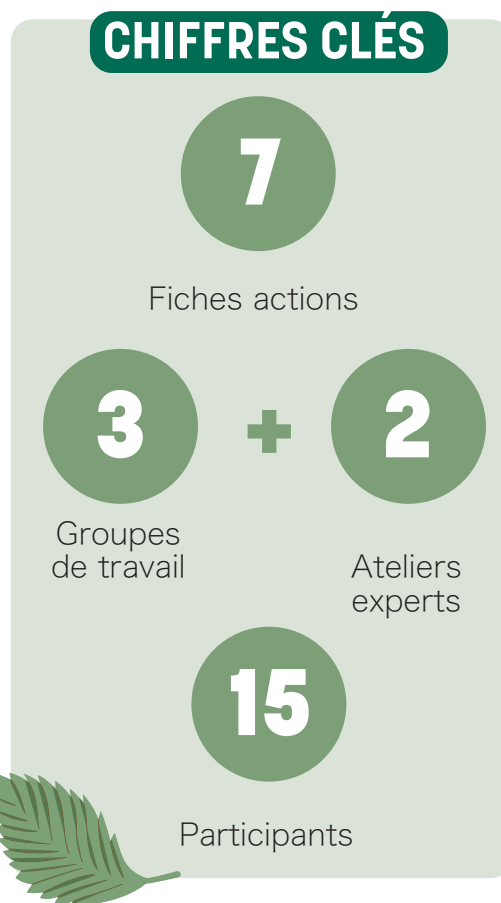 CHIFFRES CLÉS
7
Fiches actions
3 + 2
Groupes
de travail
Ateliers
experts
15
Participants